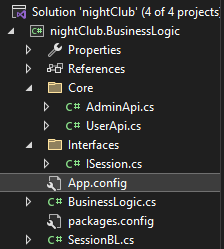 Solution 'nightClub' (4 of 4 projects)
nightClub.BusinessLogic
Properties
References
Core
C# AdminApi.cs
C# UserApi.cs
Interfaces
C# ISession.cs
App.config
C# BusinessLogic.cs
packages.config
C# SessionBL.cs